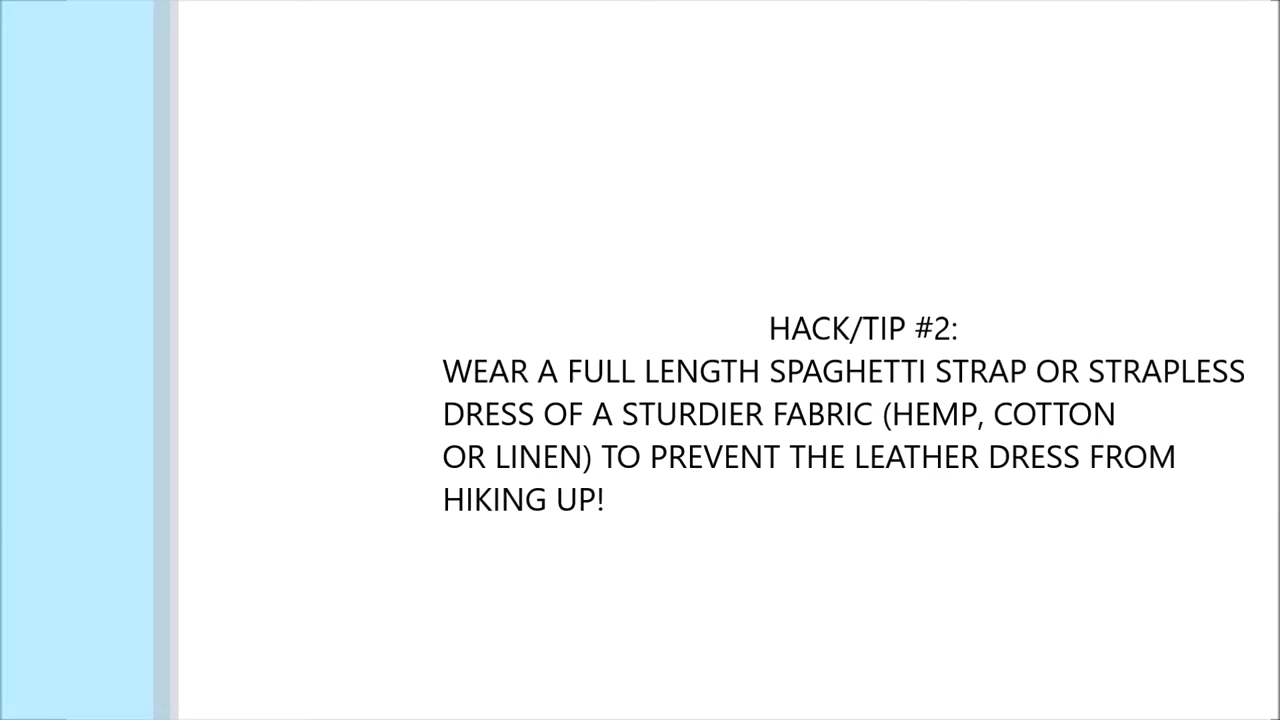 HACK/TIP #2:
WEAR A FULL LENGTH SPAGHETTI STRAP OR STRAPLESS
DRESS OF A STURDIER FABRIC (HEMP, COTTON
OR LINEN) TO PREVENT THE LEATHER DRESS FROM
HIKING UP!